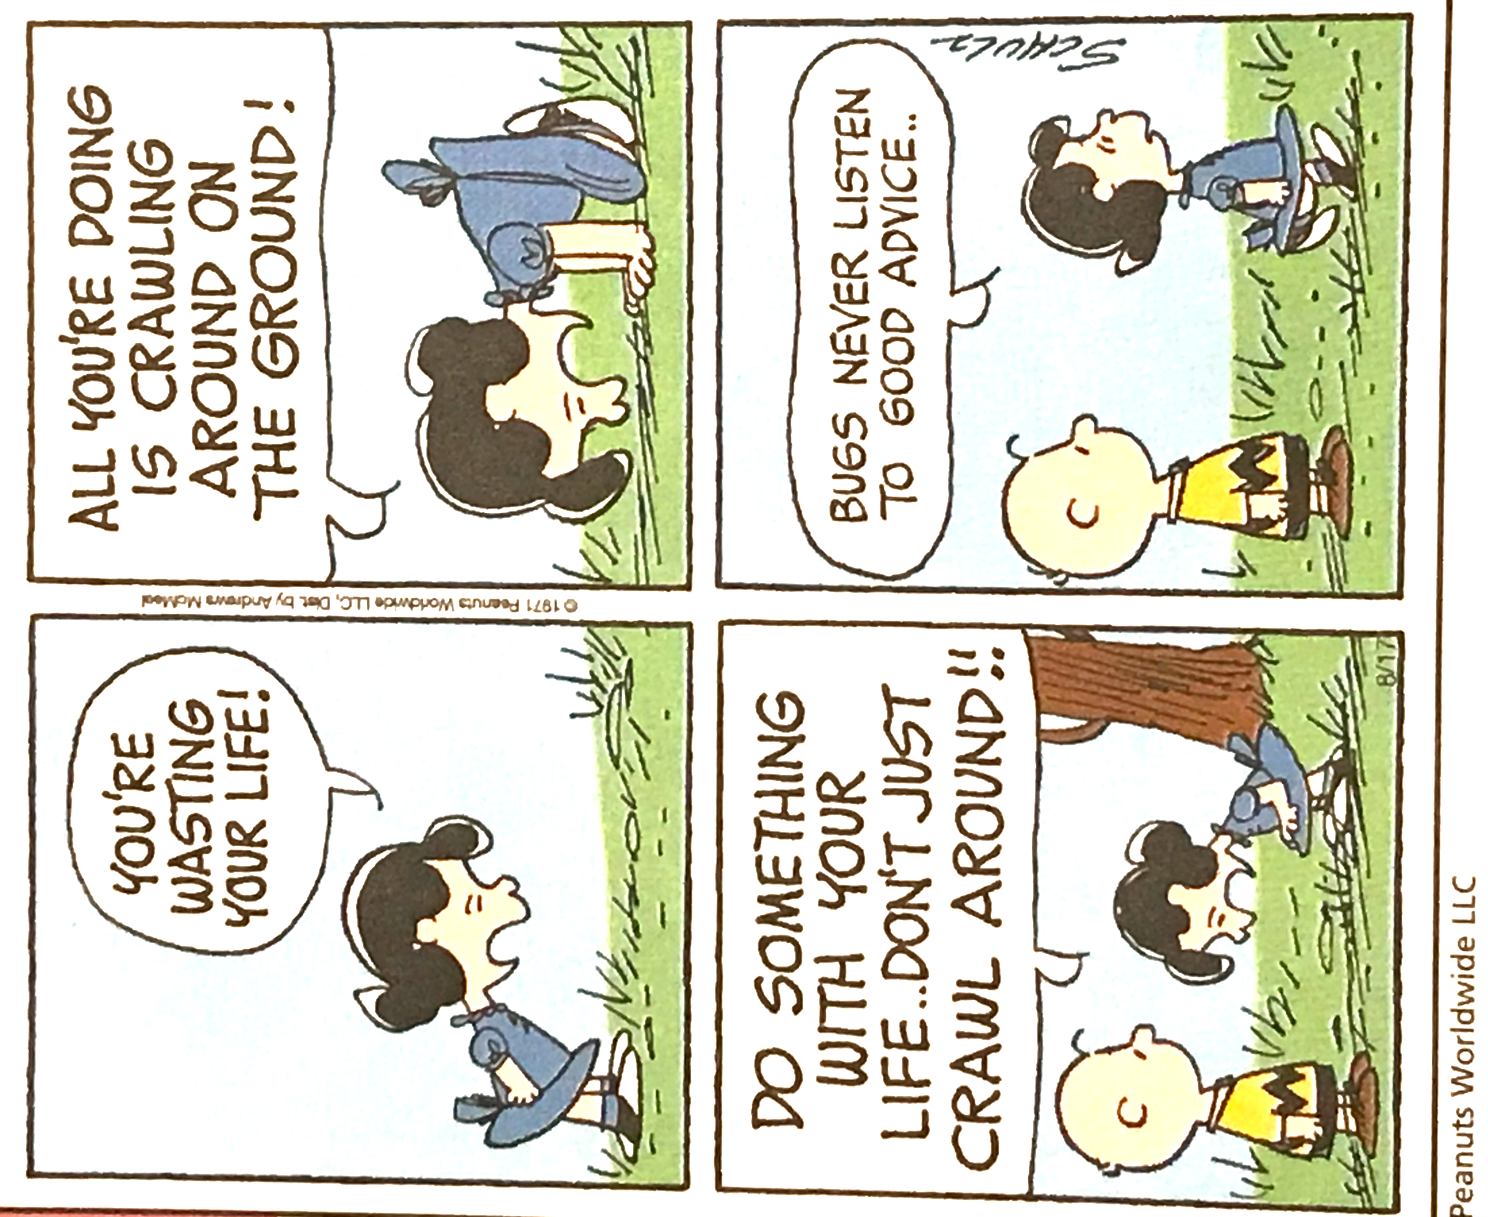 YOU'RE
WASTING
YOUR LIFE!
© 1971 Peanuts Worldwide LLC, Dist. by Andrews McMeel
ALL YOU'RE DOING
IS CRAWLING
AROUND ON
THE GROUND!
DO SOMETHING
WITH YOUR
LIFE..DON'T JUST
CRAWL AROUND!!
8/17
BUGS NEVER LISTEN
TO GOOD ADVICE..
SCHULZ
Peanuts Worldwide LLC